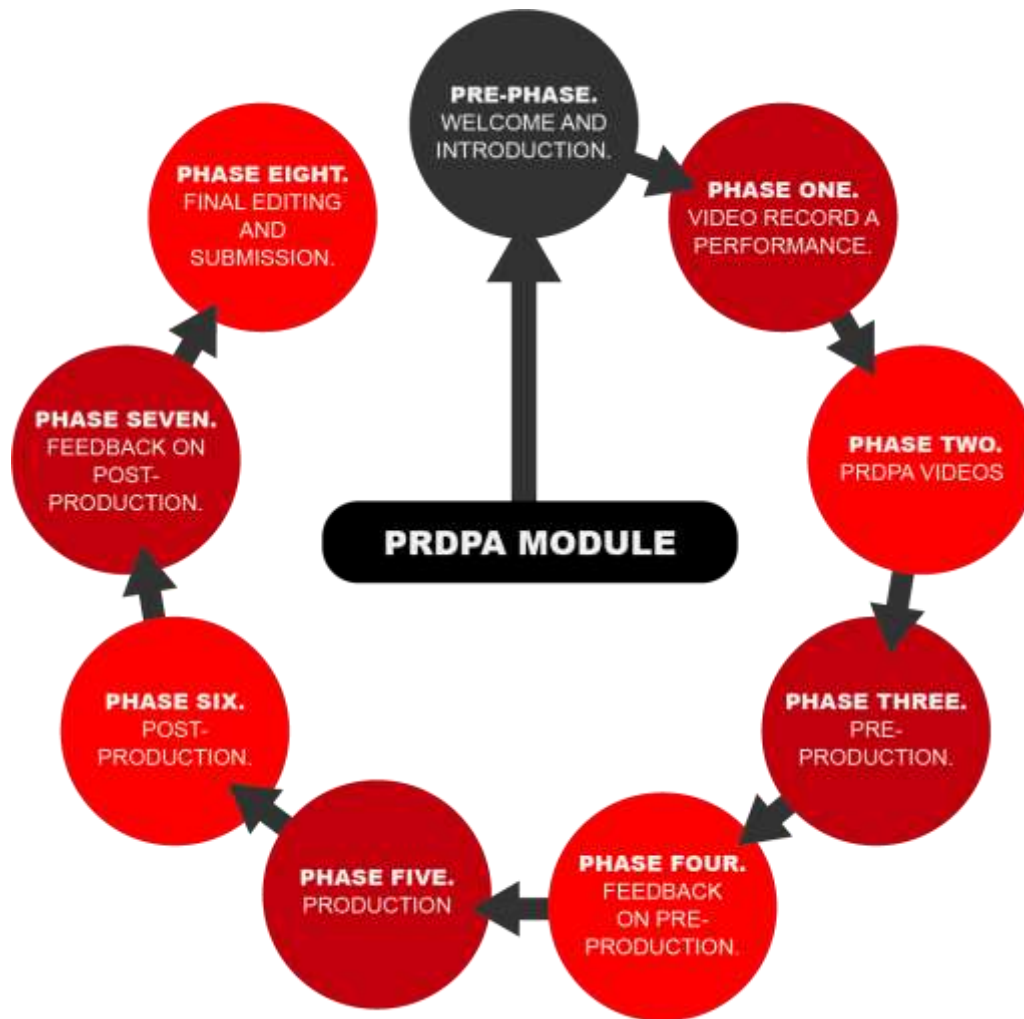 PRE-PHASE.
WELCOME AND
INTRODUCTION.
PHASE ONE.
VIDEO RECORD A
PERFORMANCE.
PHASE TWO.
PRDPA VIDEOS
PHASE THREE.
PRE-
PRODUCTION.
PHASE FOUR.
FEEDBACK
ON PRE-
PRODUCTION.
PHASE FIVE.
PRODUCTION
PHASE SIX.
POST-
PRODUCTION.
PHASE SEVEN.
FEEDBACK ON
POST-
PRODUCTION.
PHASE EIGHT.
FINAL EDITING
AND
SUBMISSION.
PRDPA MODULE